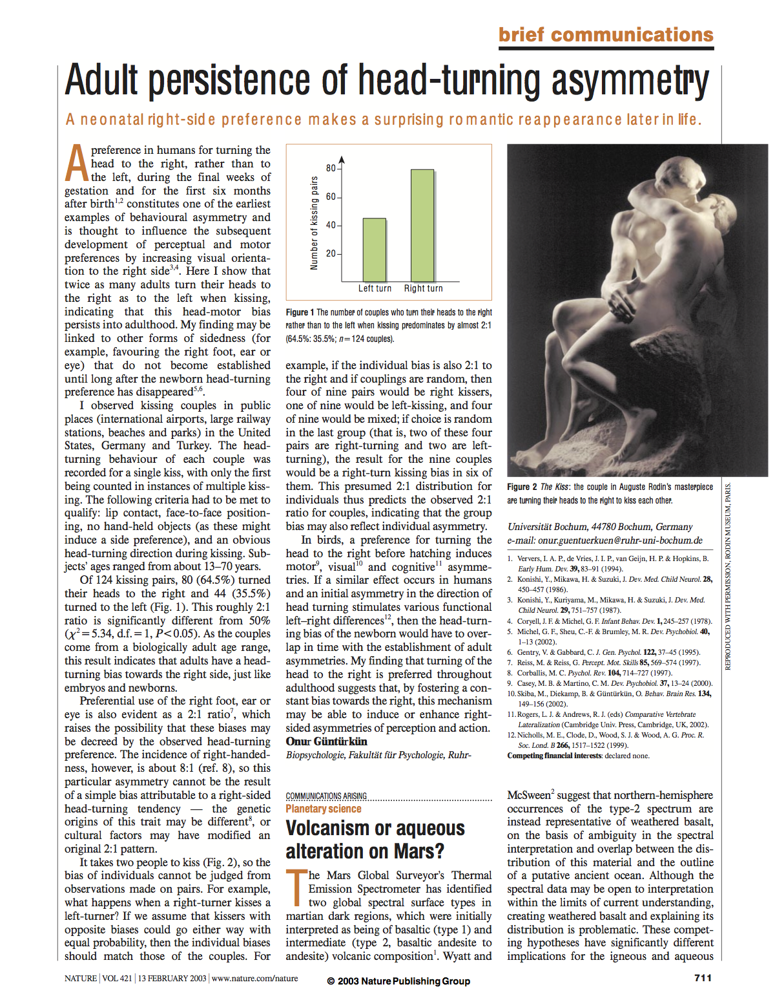 brief communications
Adult persistence of head-turning asymmetry
A neonatal right-side preference makes a surprising romantic reappearance later in life.
A preference in humans for turning the
head to the right, rather than to
the left, during the final weeks of
gestation and for the first six months
after birth1,2 constitutes one of the earliest
examples of behavioural asymmetry and
is thought to influence the subsequent
development of perceptual and motor
preferences by increasing visual orienta-
tion to the right side3,4. Here I show that
twice as many adults turn their heads to
the right as to the left when kissing,
indicating that this head-motor bias
persists into adulthood. My finding may be
linked to other forms of sidedness (for
example, favouring the right foot, ear or
eye) that do not become established
until long after the newborn head-turning
preference has disappeared5,6.
I observed kissing couples in public
places (international airports, large railway
stations, beaches and parks) in the United
States, Germany and Turkey. The head-
turning behaviour of each couple was
recorded for a single kiss, with only the first
being counted in instances of multiple kiss-
ing. The following criteria had to be met to
qualify: lip contact, face-to-face position-
ing, no hand-held objects (as these might
induce a side preference), and an obvious
head-turning direction during kissing. Sub-
jects' ages ranged from about 13–70 years.
Of 124 kissing pairs, 80 (64.5%) turned
their heads to the right and 44 (35.5%)
turned to the left (Fig. 1). This roughly 2:1
ratio is significantly different from 50%
(χ2 = 5.34, d.f. = 1, P < 0.05). As the couples
come from a biologically adult age range,
this result indicates that adults have a head-
turning bias towards the right side, just like
embryos and newborns.
Preferential use of the right foot, ear or
eye is also evident as a 2:1 ratio7, which
raises the possibility that these biases may
be decreed by the observed head-turning
preference. The incidence of right-handed-
ness, however, is about 8:1 (ref. 8), so this
particular asymmetry cannot be the result
of a simple bias attributable to a right-sided
head-turning tendency — the genetic
origins of this trait may be different8, or
cultural factors may have modified an
original 2:1 pattern.
It takes two people to kiss (Fig. 2), so the
bias of individuals cannot be judged from
observations made on pairs. For example,
what happens when a right-turner kisses a
left-turner? If we assume that kissers with
opposite biases could go either way with
equal probability, then the individual biases
should match those of the couples. For
80
60
40
20
Number of kissing pairs
Left turn Right turn
Figure 1 The number of couples who turn their heads to the right
rather than to the left when kissing predominates by almost 2:1
(64.5%: 35.5%; n = 124 couples).
example, if the individual bias is also 2:1 to
the right and if couplings are random, then
four of nine pairs would be right kissers,
one of nine would be left-kissing, and four
of nine would be mixed; if choice is random
in the last group (that is, two of these four
pairs are right-turning and two are left-
turning), the result for the nine couples
would be a right-turn kissing bias in six of
them. This presumed 2:1 distribution for
individuals thus predicts the observed 2:1
ratio for couples, indicating that the group
bias may also reflect individual asymmetry.
In birds, a preference for turning the
head to the right before hatching induces
motor9, visual10 and cognitive11 asymme-
tries. If a similar effect occurs in humans
and an initial asymmetry in the direction of
head turning stimulates various functional
left–right differences12, then the head-turn-
ing bias of the newborn would have to over-
lap in time with the establishment of adult
asymmetries. My finding that turning of the
head to the right is preferred throughout
adulthood suggests that, by fostering a con-
stant bias towards the right, this mechanism
may be able to induce or enhance right-
sided asymmetries of perception and action.
Onur Güntürkün
Biopsychologie, Fakultät für Psychologie, Ruhr-
Figure 2 The Kiss: the couple in Auguste Rodin's masterpiece
are turning their heads to the right to kiss each other.
REPRODUCED WITH PERMISSION, RODIN MUSEUM, PARIS.
Universität Bochum, 44780 Bochum, Germany
e-mail: onur.guentuerkuen@ruhr-uni-bochum.de
1. Ververs, I. A. P., de Vries, J. I. P., van Geijn, H. P. & Hopkins, B.
Early Hum. Dev. 39, 83–91 (1994).
2. Konishi, Y., Mikawa, H. & Suzuki, J. Dev. Med. Child Neurol. 28,
450–457 (1986).
3. Konishi, Y., Kuriyama, M., Mikawa, H. & Suzuki, J. Dev. Med.
Child Neurol. 29, 751–757 (1987).
4. Coryell, J. F. & Michel, G. F. Infant Behav. Dev. 1, 245–257 (1978).
5. Michel, G. F., Sheu, C.-F. & Brumley, M. R. Dev. Psychobiol. 40,
1–13 (2002).
6. Gentry, V. & Gabbard, C. J. Gen. Psychol. 122, 37–45 (1995).
7. Reiss, M. & Reiss, G. Percept. Mot. Skills 85, 569–574 (1997).
8. Corballis, M. C. Psychol. Rev. 104, 714–727 (1997).
9. Casey, M. B. & Martino, C. M. Dev. Psychobiol. 37, 13–24 (2000).
10. Skiba, M., Diekamp, B. & Güntürkün, O. Behav. Brain Res. 134,
149–156 (2002).
11. Rogers, L. J. & Andrews, R. J. (eds) Comparative Vertebrate
Lateralization (Cambridge Univ. Press, Cambridge, UK, 2002).
12. Nicholls, M. E., Clode, D., Wood, S. J. & Wood, A. G. Proc. R.
Soc. Lond. B 266, 1517–1522 (1999).
Competing financial interests: declared none.
COMMUNICATIONS ARISING
Planetary science
Volcanism or aqueous
alteration on Mars?
The Mars Global Surveyor's Thermal
Emission Spectrometer has identified
two global spectral surface types in
martian dark regions, which were initially
interpreted as being of basaltic (type 1) and
intermediate (type 2, basaltic andesite to
andesite) volcanic composition1. Wyatt and
McSween2 suggest that northern-hemisphere
occurrences of the type-2 spectrum are
instead representative of weathered basalt,
on the basis of ambiguity in the spectral
interpretation and overlap between the dis-
tribution of this material and the outline
of a putative ancient ocean. Although the
spectral data may be open to interpretation
within the limits of current understanding,
creating weathered basalt and explaining its
distribution is problematic. These compet-
ing hypotheses have significantly different
implications for the igneous and aqueous
NATURE | VOL 421 | 13 FEBRUARY 2003 | www.nature.com/nature
© 2003 Nature Publishing Group
711